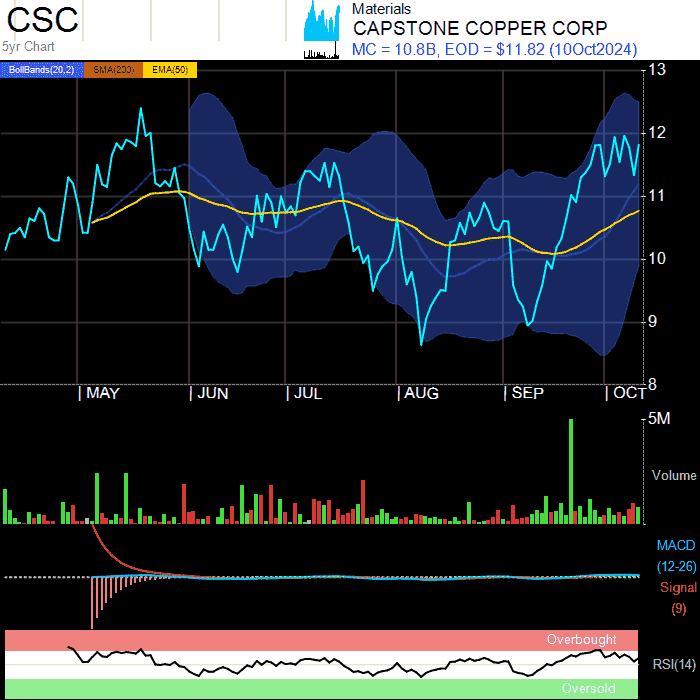 CSC
5yr Chart
Materials
CAPSTONE COPPER CORP
MC = 10.8B, EOD = $11.82 (10Oct2024)
BollBands(20,2) SMA(200) EMA(50)
13
12
11
10
9
8
MAY JUN JUL AUG SEP OCT
5M
Volume
MACD
(12-26)
Signal
(9)
Overbought
RSI(14)
Oversold